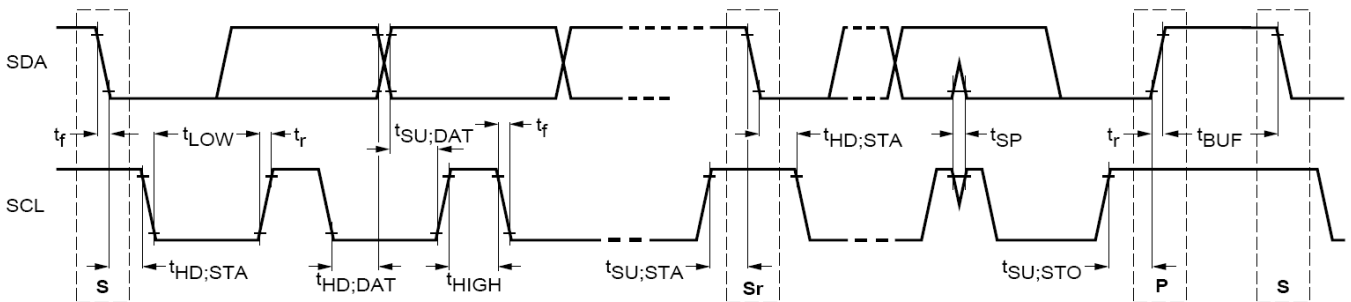 SDA
t_f t_LOW t_r t_SU;DAT t_f t_HD;STA t_SP t_r t_BUF
SCL
t_HD;STA t_HD;DAT t_HIGH t_SU;STA t_SU;STO
S Sr P S